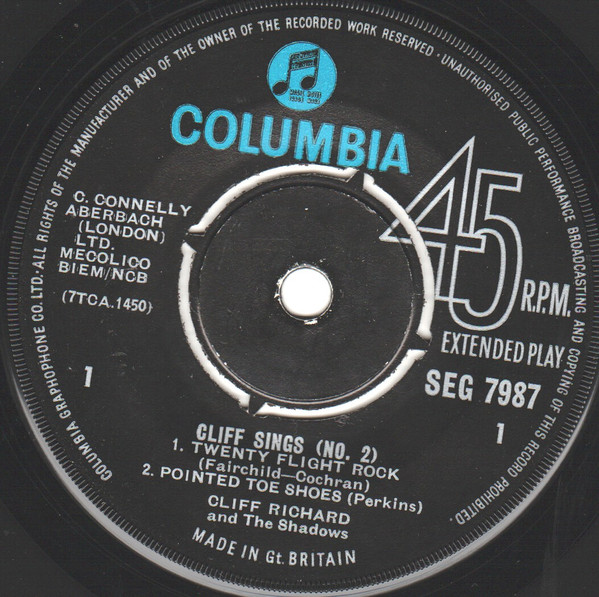 COLUMBIA GRAPHOPHONE CO. LTD. · ALL RIGHTS OF THE MANUFACTURER AND OF THE OWNER OF THE RECORDED WORK RESERVED · UNAUTHORISED PUBLIC PERFORMANCE BROADCASTING AND COPYING OF THIS RECORD PROHIBITED.
COLUMBIA
C. CONNELLY
ABERBACH
(LONDON)
LTD.
MECOLICO
BIEM/NCB
(7TCA.1450)
45
R.P.M.
EXTENDED PLAY
SEG 7987
1
1
CLIFF SINGS (NO. 2)
1. TWENTY FLIGHT ROCK
(Fairchild—Cochran)
2. POINTED TOE SHOES (Perkins)
CLIFF RICHARD
and The Shadows
MADE IN Gt. BRITAIN